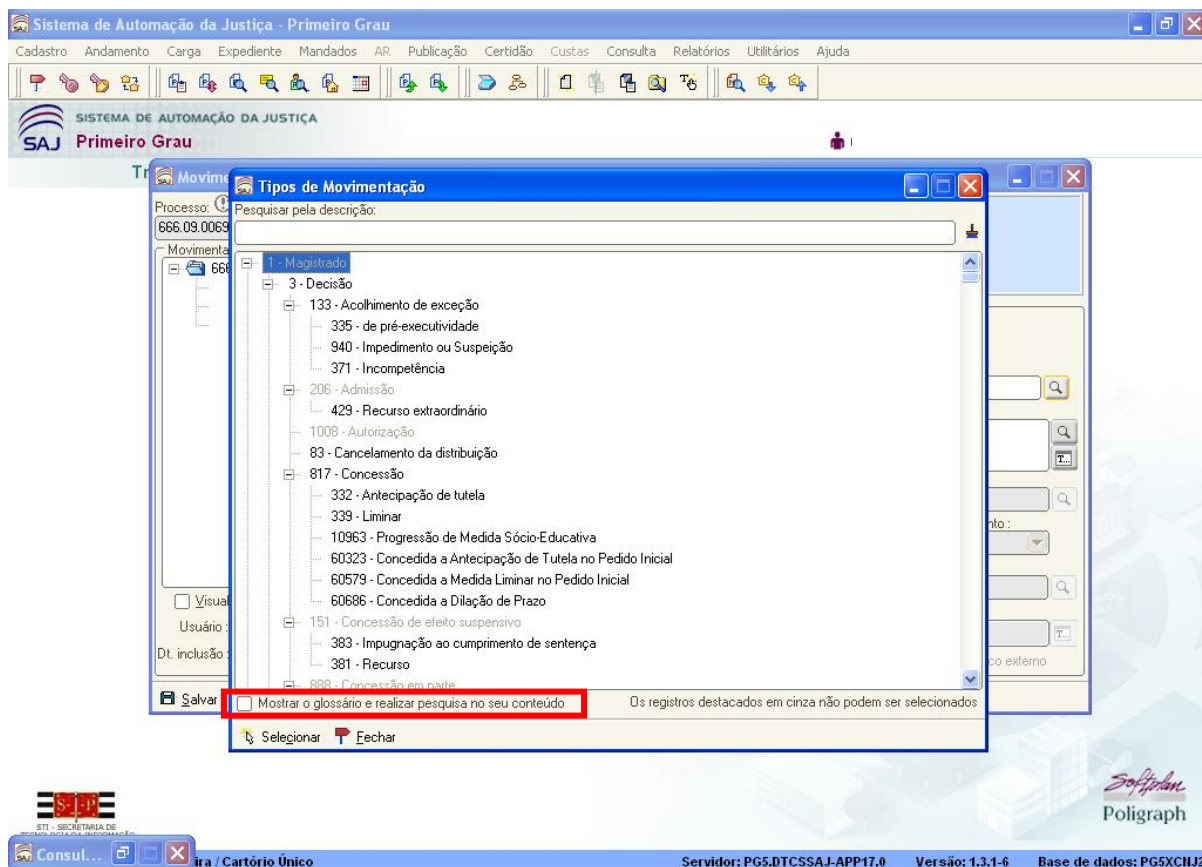 Sistema de Automação da Justiça - Primeiro Grau
Cadastro Andamento Carga Expediente Mandados AR Publicação Certidão Custas Consulta Relatórios Utilitários Ajuda
SISTEMA DE AUTOMAÇÃO DA JUSTIÇA
SAJ Primeiro Grau
Tr
Movime
Tipos de Movimentação
Processo:
Pesquisar pela descrição:
666.09.0069
Movimenta
666
1 - Magistrado
3 - Decisão
133 - Acolhimento de exceção
335 - de pré-executividade
940 - Impedimento ou Suspeição
371 - Incompetência
206 - Admissão
429 - Recurso extraordinário
1008 - Autorização
83 - Cancelamento da distribuição
817 - Concessão
332 - Antecipação de tutela
339 - Liminar
10963 - Progressão de Medida Sócio-Educativa
60323 - Concedida a Antecipação de Tutela no Pedido Inicial
60579 - Concedida a Medida Liminar no Pedido Inicial
60686 - Concedida a Dilação de Prazo
151 - Concessão de efeito suspensivo
383 - Impugnação ao cumprimento de sentença
381 - Recurso
888 - Concessão em parte
T...
nto :
T...
co externo
Visual
Usuário :
Dt. inclusão :
Salvar
Mostrar o glossário e realizar pesquisa no seu conteúdo
Os registros destacados em cinza não podem ser selecionados
Selecionar Fechar
Softplan
Poligraph
S P
STI - SECRETARIA DE
TECNOLOGIA DA INFORMAÇÃO
Consul... ira / Cartório Único Servidor: PG5.DTCSSAJ-APP17.0 Versão: 1.3.1-6